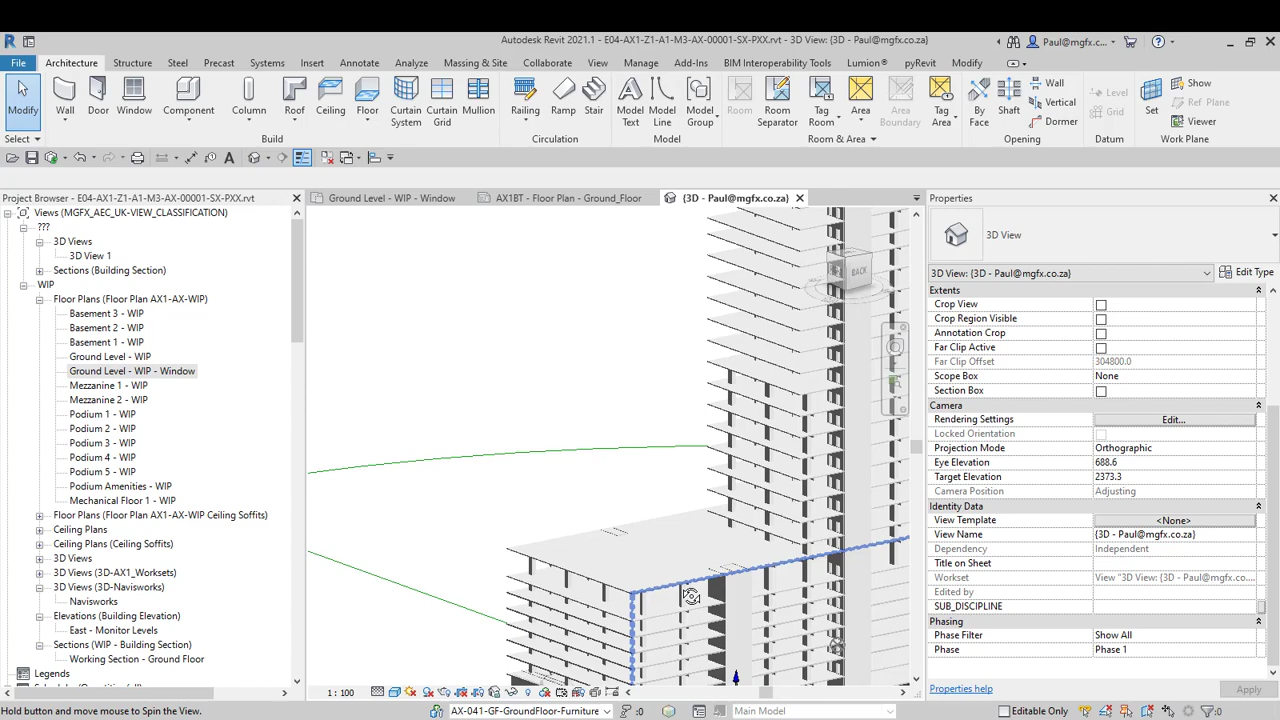 Autodesk Revit 2021.1 - E04-AX1-Z1-A1-M3-AX-00001-SX-PXX.rvt - 3D View: {3D - Paul@mgfx.co.za}
Paul@mgfx.c...
File Architecture Structure Steel Precast Systems Insert Annotate Analyze Massing & Site Collaborate View Manage Add-Ins BIM Interoperability Tools Lumion® pyRevit Modify
Modify Wall Door Window Component Column Roof Ceiling Floor Curtain System Curtain Grid Mullion Railing Ramp Stair Model Text Model Line Model Group Room Room Separator Tag Room Area Area Boundary Tag Area By Face Shaft Wall Vertical Dormer Level Grid Set Show Ref Plane Viewer
Select Build Circulation Model Room & Area Opening Datum Work Plane
Project Browser - E04-AX1-Z1-A1-M3-AX-00001-SX-PXX.rvt
Views (MGFX_AEC_UK-VIEW_CLASSIFICATION)
???
3D Views
3D View 1
Sections (Building Section)
WIP
Floor Plans (Floor Plan AX1-AX-WIP)
Basement 3 - WIP
Basement 2 - WIP
Basement 1 - WIP
Ground Level - WIP
Ground Level - WIP - Window
Mezzanine 1 - WIP
Mezzanine 2 - WIP
Podium 1 - WIP
Podium 2 - WIP
Podium 3 - WIP
Podium 4 - WIP
Podium 5 - WIP
Podium Amenities - WIP
Mechanical Floor 1 - WIP
Floor Plans (Floor Plan AX1-AX-WIP Ceiling Soffits)
Ceiling Plans
Ceiling Plans (Ceiling Soffits)
3D Views
3D Views (3D-AX1_Worksets)
3D Views (3D-Navisworks)
Navisworks
Elevations (Building Elevation)
East - Monitor Levels
Sections (WIP - Building Section)
Working Section - Ground Floor
Legends
Ground Level - WIP - Window
AX1BT - Floor Plan - Ground_Floor
{3D - Paul@mgfx.co.za}
BACK
Properties
3D View
3D View: {3D - Paul@mgfx.co.za} Edit Type
Extents
Crop View
Crop Region Visible
Annotation Crop
Far Clip Active
Far Clip Offset 304800.0
Scope Box None
Section Box
Camera
Rendering Settings Edit...
Locked Orientation
Projection Mode Orthographic
Eye Elevation 688.6
Target Elevation 2373.3
Camera Position Adjusting
Identity Data
View Template <None>
View Name {3D - Paul@mgfx.co.za}
Dependency Independent
Title on Sheet
Workset View "3D View: {3D - Paul@mgfx.co....
Edited by
SUB_DISCIPLINE
Phasing
Phase Filter Show All
Phase Phase 1
Properties help Apply
1 : 100
Hold down button and move mouse to Spin the View.
AX-041-GF-GroundFloor-Furniture :0 Main Model Editable Only :0